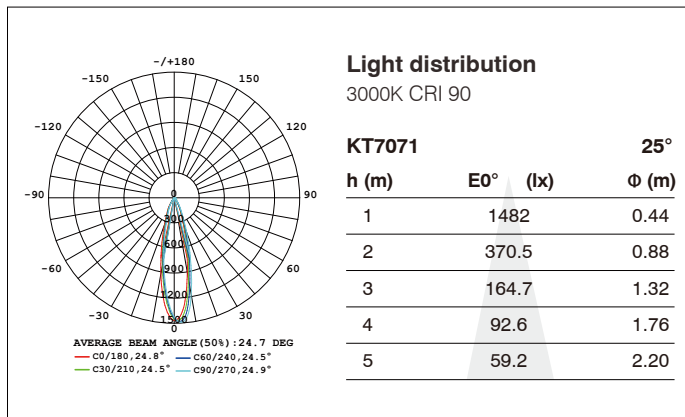 -/+180
-150
150
-120
120
-90
90
-60
60
-30
30
0
0
300
600
900
1200
1500
AVERAGE BEAM ANGLE(50%):24.7 DEG
C0/180,24.8°
C60/240,24.5°
C30/210,24.5°
C90/270,24.9°
Light distribution
3000K CRI 90
KT7071 25°
h (m) E0° (lx) Φ (m)
1 1482 0.44
2 370.5 0.88
3 164.7 1.32
4 92.6 1.76
5 59.2 2.20